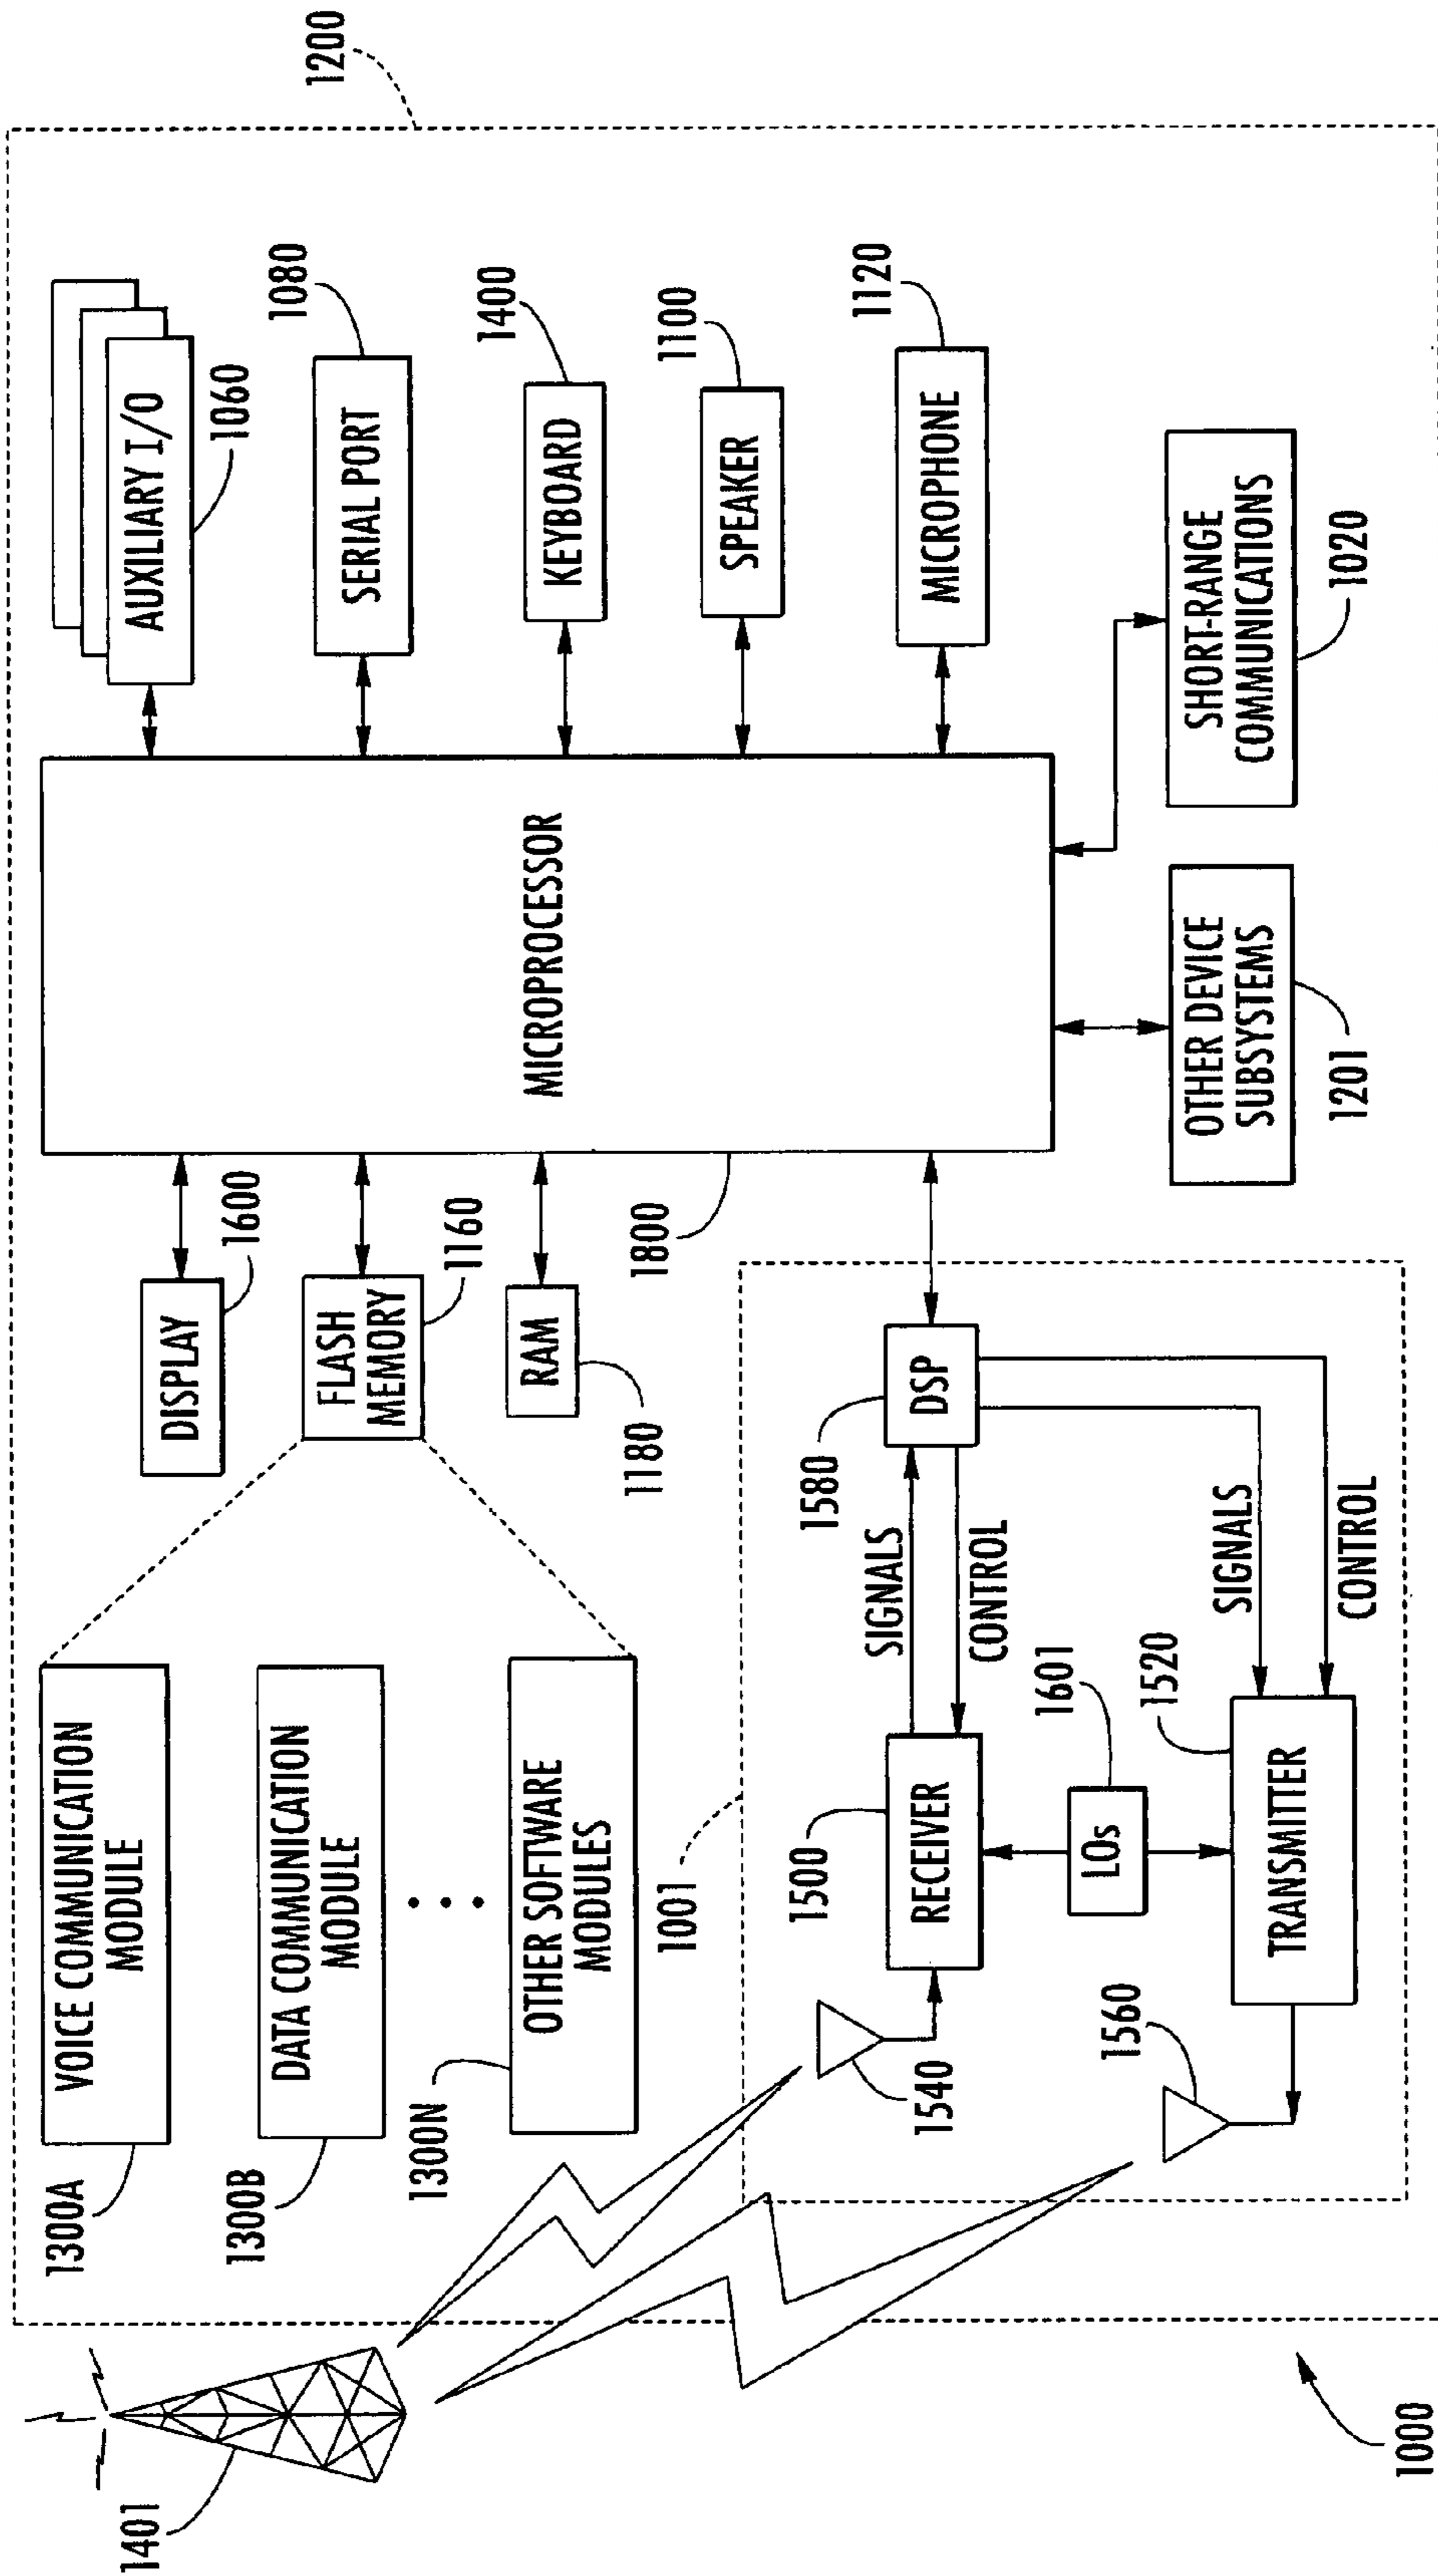 1401
1000
1200
1300A
VOICE COMMUNICATION
MODULE
1300B
DATA COMMUNICATION
MODULE
1300N
OTHER SOFTWARE
MODULES
DISPLAY
1600
FLASH
MEMORY
1160
RAM
1180
MICROPROCESSOR
1800
AUXILIARY I/O
1060
SERIAL PORT
1080
KEYBOARD
1400
SPEAKER
1100
MICROPHONE
1120
SHORT-RANGE
COMMUNICATIONS
1020
OTHER DEVICE
SUBSYSTEMS
1201
1001
1540
1500
RECEIVER
SIGNALS
CONTROL
1580
DSP
LOs
1601
1560
TRANSMITTER
1520
SIGNALS
CONTROL